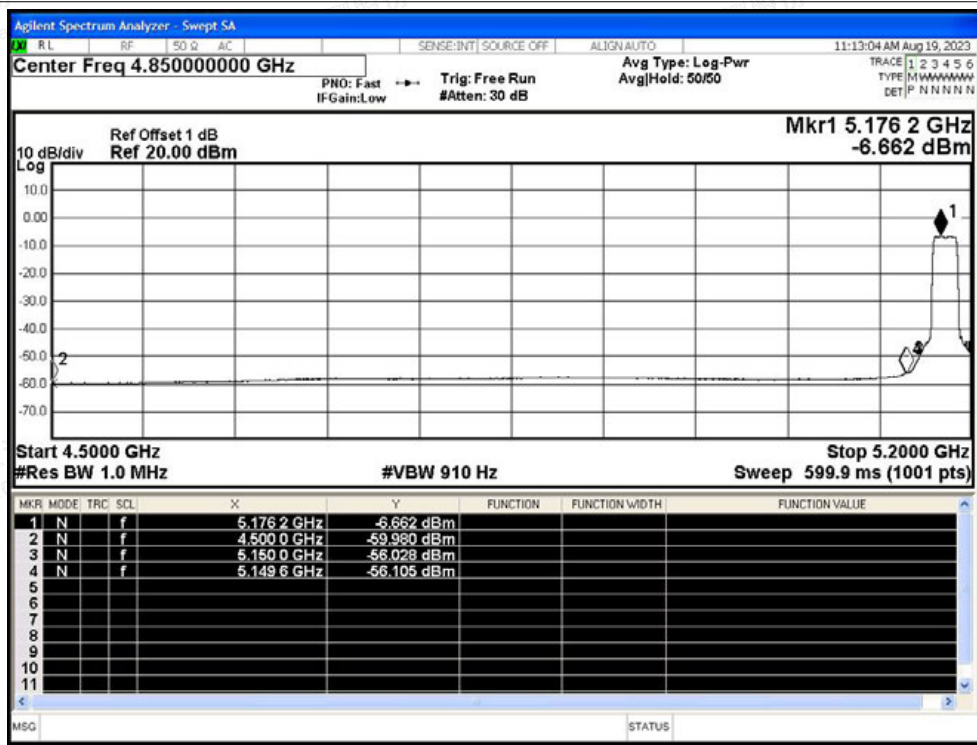 Agilent Spectrum Analyzer - Swept SA
RL RF 50 Ω AC SENSE:INT SOURCE OFF ALIGN AUTO 11:13:04 AM Aug 19, 2023
Center Freq 4.850000000 GHz Avg Type: Log-Pwr TRACE 1 2 3 4 5 6
PNO: Fast Trig: Free Run Avg|Hold: 50/50 TYPE M WWWWW
IFGain:Low #Atten: 30 dB DET P N N N N N
Mkr1 5.176 2 GHz
-6.662 dBm
Ref Offset 1 dB
10 dB/div Ref 20.00 dBm
Log
10.0
0.00
1
-10.0
-20.0
-30.0
-40.0
-50.0
2
-60.0
-70.0
Start 4.5000 GHz Stop 5.2000 GHz
#Res BW 1.0 MHz #VBW 910 Hz Sweep 599.9 ms (1001 pts)
MKR MODE TRC SCL X Y FUNCTION FUNCTION WIDTH FUNCTION VALUE
1 N f 5.176 2 GHz -6.662 dBm
2 N f 4.500 0 GHz -59.980 dBm
3 N f 5.150 0 GHz -56.028 dBm
4 N f 5.149 6 GHz -56.105 dBm
5
6
7
8
9
10
11
MSG STATUS